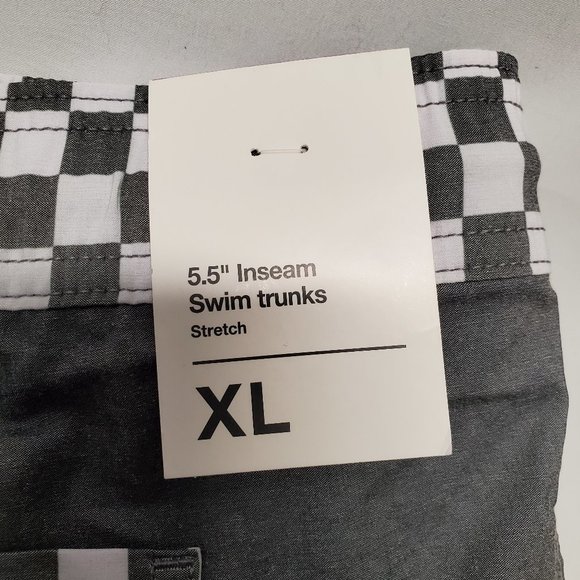 5.5" Inseam
Swim trunks
Stretch
XL